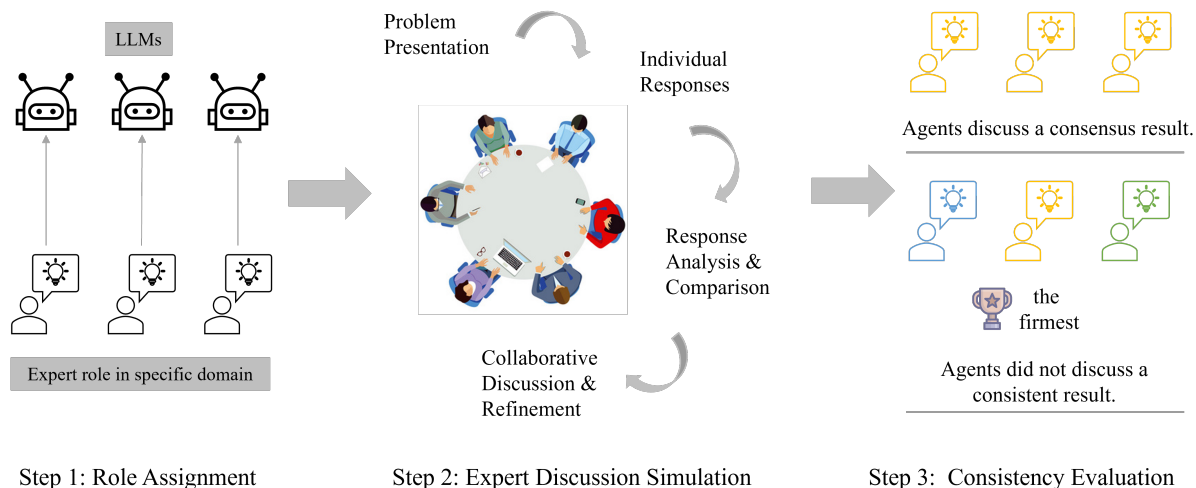 LLMs
Expert role in specific domain
Step 1: Role Assignment
Problem
Presentation
Individual
Responses
Response
Analysis &
Comparison
Collaborative
Discussion &
Refinement
Step 2: Expert Discussion Simulation
Agents discuss a consensus result.
the
firmest
Agents did not discuss a
consistent result.
Step 3: Consistency Evaluation